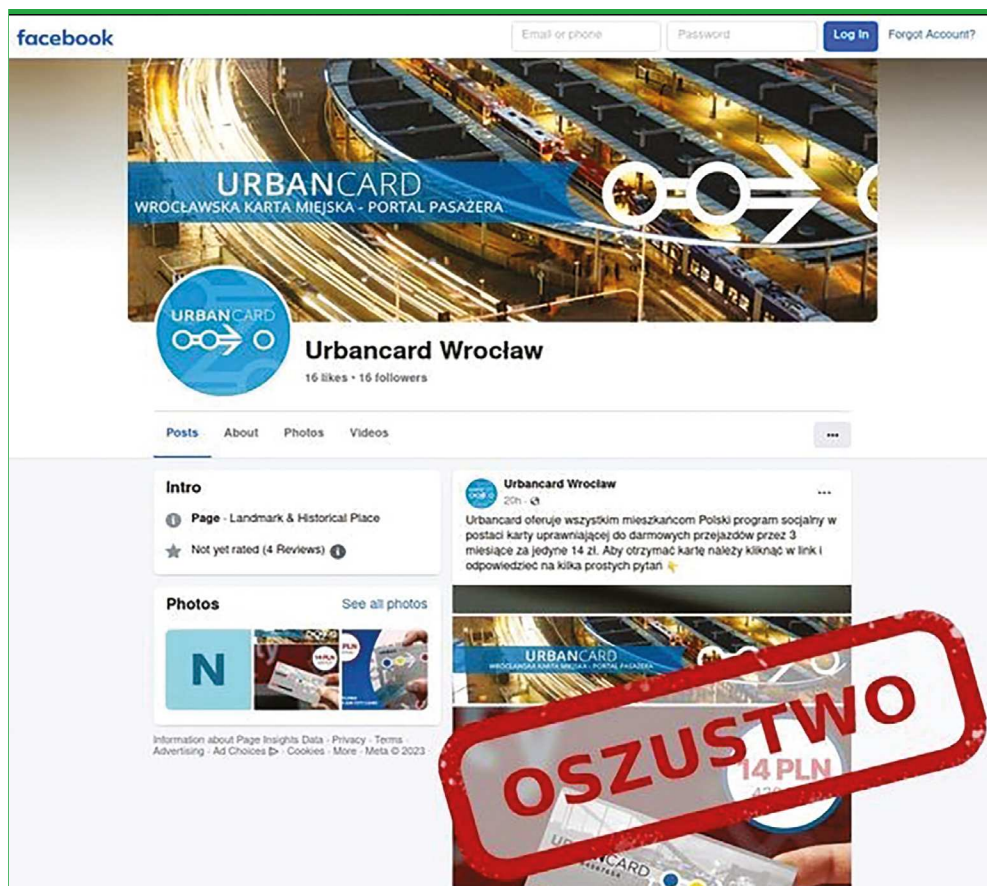 facebook
Email or phone
Password
Log In
Forgot Account?
URBANCARD
WROCŁAWSKA KARTA MIEJSKA - PORTAL PASAŻERA
URBANCARD
Urbancard Wrocław
16 likes • 16 followers
Posts
About
Photos
Videos
Intro
Page · Landmark & Historical Place
Not yet rated (4 Reviews)
Photos
See all photos
N
14 PLN
PLN
URBANC
Information about Page Insights Data · Privacy · Terms ·
Advertising · Ad Choices · Cookies · More · Meta © 2023
Urbancard Wrocław
20h ·
Urbancard oferuje wszystkim mieszkańcom Polski program socjalny w
postaci karty uprawniającej do darmowych przejazdów przez 3
miesiące za jedyne 14 zł. Aby otrzymać kartę należy kliknąć w link i
odpowiedzieć na kilka prostych pytań
URBANCARD
WROCŁAWSKA KARTA MIEJSKA - PORTAL PASAŻERA
OSZUSTWO
14 PLN
URBANCARD